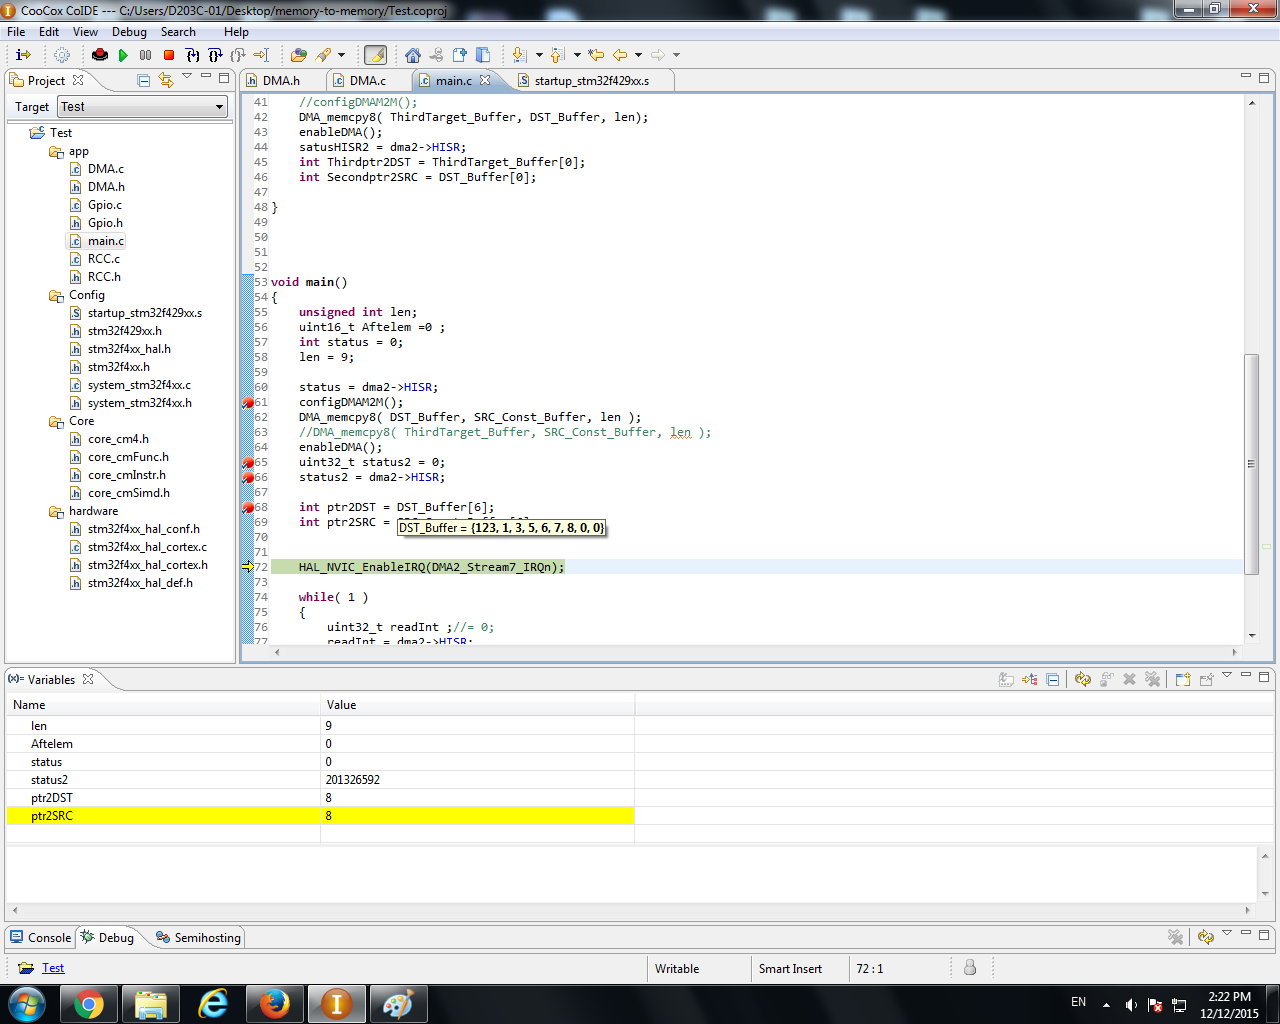 CooCox CoIDE --- C:/Users/D203C-01/Desktop/memory-to-memory/Test.coproj
File Edit View Debug Search Help
Project
Target Test
Test
app
DMA.c
DMA.h
Gpio.c
Gpio.h
main.c
RCC.c
RCC.h
Config
startup_stm32f429xx.s
stm32f429xx.h
stm32f4xx_hal.h
stm32f4xx.h
system_stm32f4xx.c
system_stm32f4xx.h
Core
core_cm4.h
core_cmFunc.h
core_cmInstr.h
core_cmSimd.h
hardware
stm32f4xx_hal_conf.h
stm32f4xx_hal_cortex.c
stm32f4xx_hal_cortex.h
stm32f4xx_hal_def.h
DMA.h DMA.c main.c startup_stm32f429xx.s
41 //configDMAM2M();
42 DMA_memcpy8( ThirdTarget_Buffer, DST_Buffer, len);
43 enableDMA();
44 satusHISR2 = dma2->HISR;
45 int Thirdptr2DST = ThirdTarget_Buffer[0];
46 int Secondptr2SRC = DST_Buffer[0];
47
48 }
49
50
51
52
53 void main()
54 {
55 unsigned int len;
56 uint16_t Aftelem =0 ;
57 int status = 0;
58 len = 9;
59
60 status = dma2->HISR;
61 configDMAM2M();
62 DMA_memcpy8( DST_Buffer, SRC_Const_Buffer, len );
63 //DMA_memcpy8( ThirdTarget_Buffer, SRC_Const_Buffer, len );
64 enableDMA();
65 uint32_t status2 = 0;
66 status2 = dma2->HISR;
67
68 int ptr2DST = DST_Buffer[6];
69 int ptr2SRC =
DST_Buffer = {123, 1, 3, 5, 6, 7, 8, 0, 0}
70
71
72 HAL_NVIC_EnableIRQ(DMA2_Stream7_IRQn);
73
74 while( 1 )
75 {
76 uint32_t readInt ;//= 0;
77 readInt = dma2->HISR;
(x)= Variables
Name Value
len 9
Aftelem 0
status 0
status2 201326592
ptr2DST 8
ptr2SRC 8
Console Debug Semihosting
Test Writable Smart Insert 72 : 1
EN
2:22 PM
12/12/2015